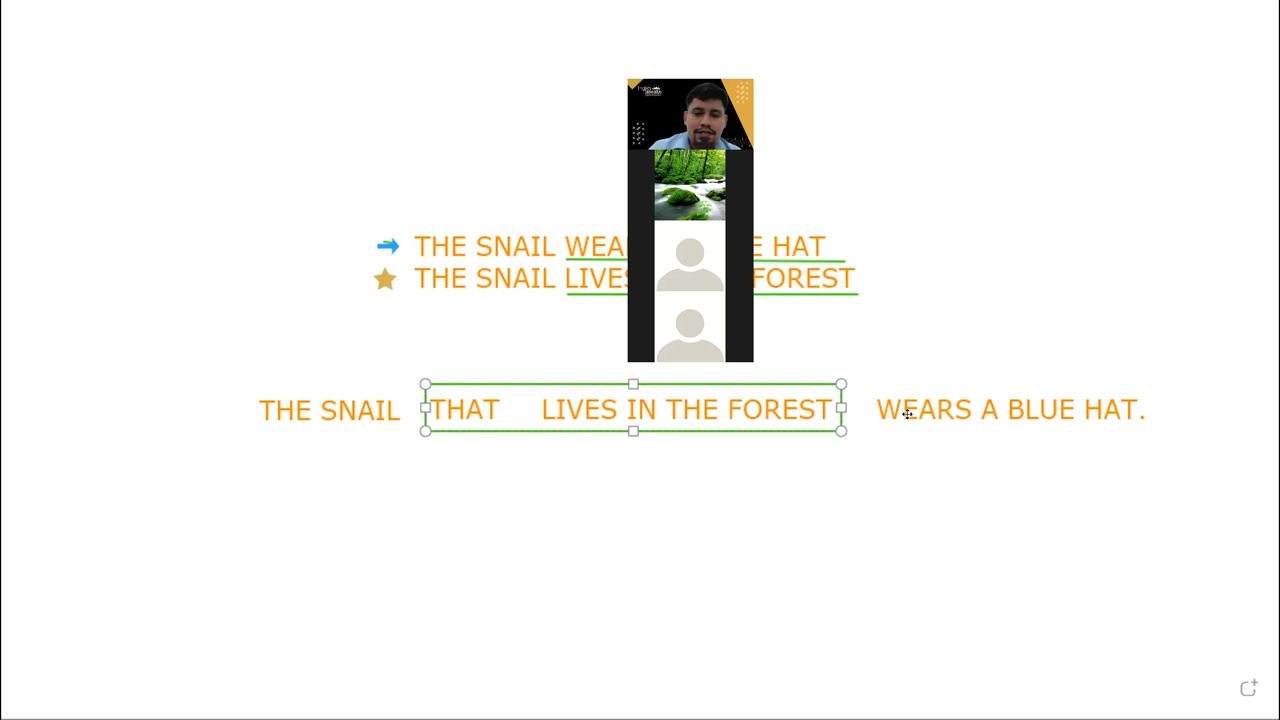 THE SNAIL WEA E HAT
THE SNAIL LIVES FOREST
THE SNAIL THAT LIVES IN THE FOREST WEARS A BLUE HAT.